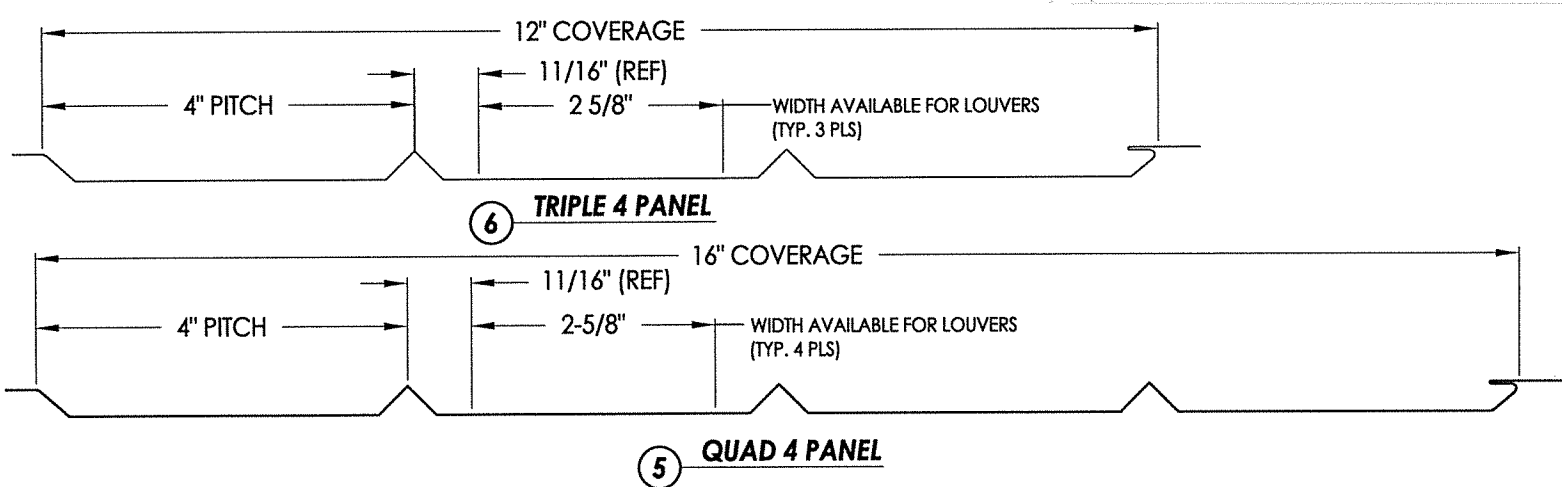 12" COVERAGE
11/16" (REF)
4" PITCH
2 5/8"
WIDTH AVAILABLE FOR LOUVERS
(TYP. 3 PLS)
6 TRIPLE 4 PANEL
16" COVERAGE
11/16" (REF)
4" PITCH
2-5/8"
WIDTH AVAILABLE FOR LOUVERS
(TYP. 4 PLS)
5 QUAD 4 PANEL